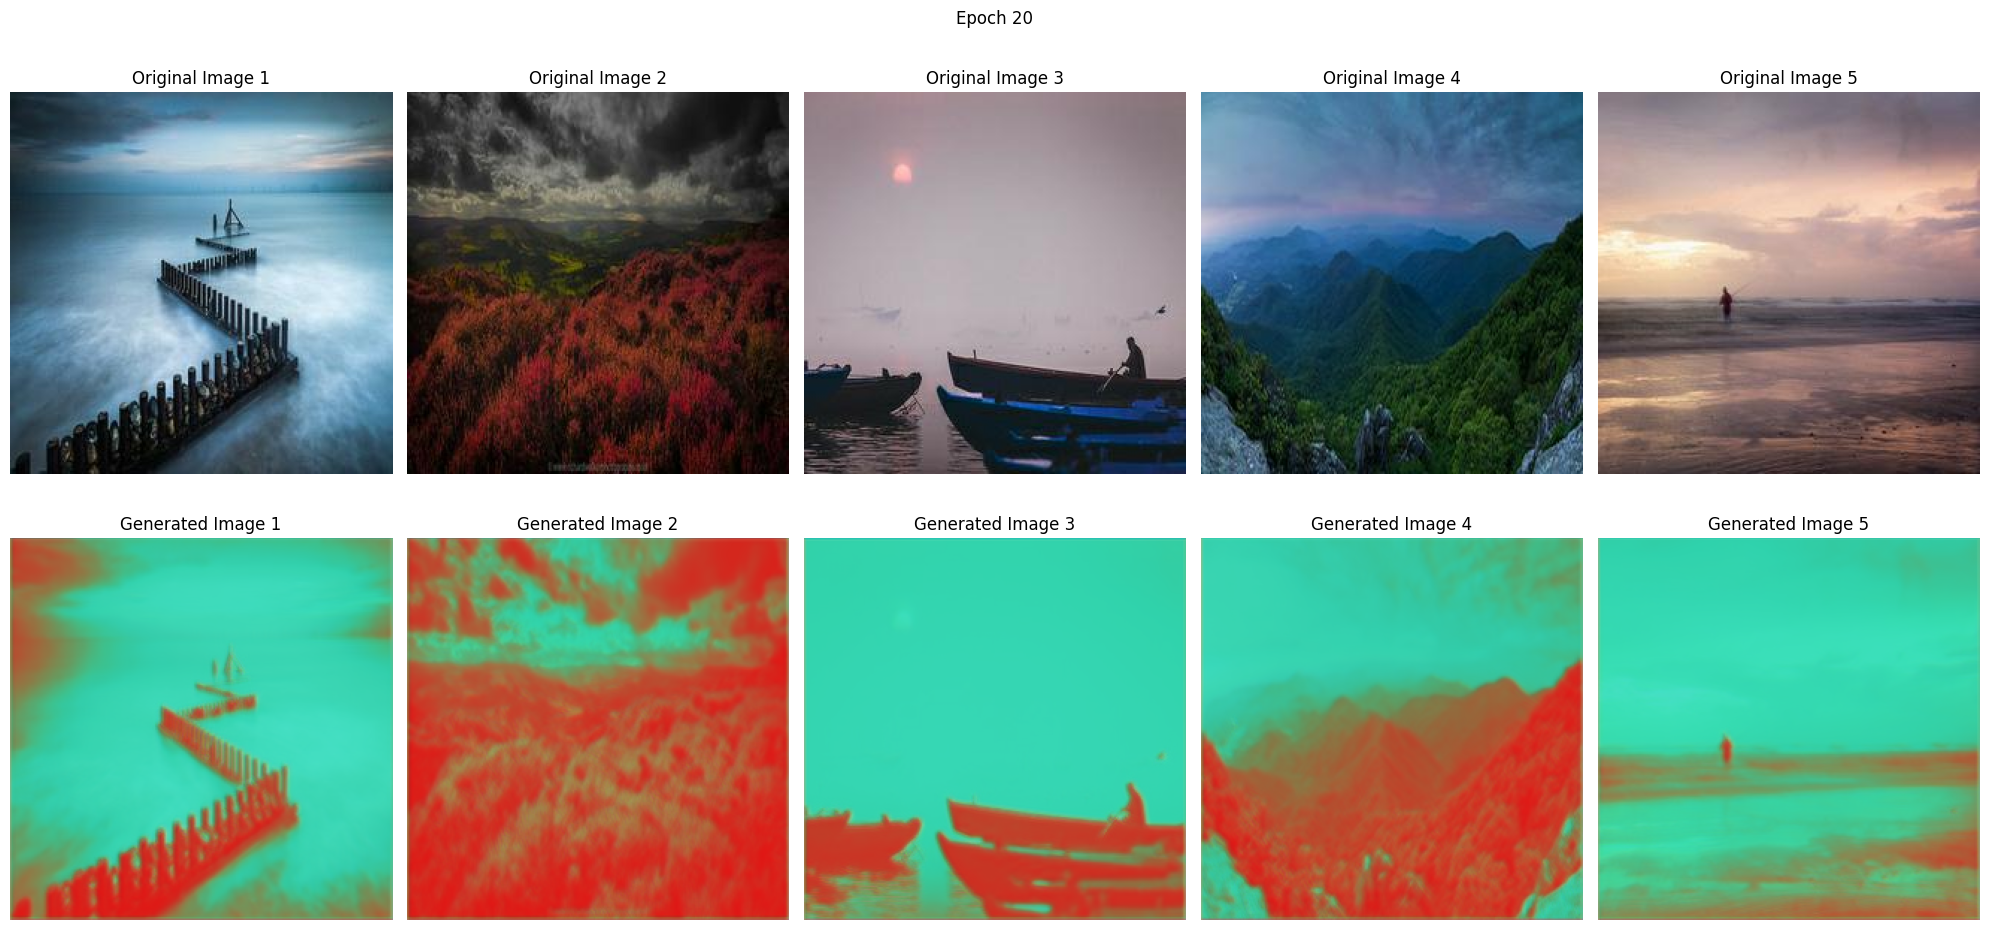 Epoch 20
Original Image 1
Original Image 2
Original Image 3
Original Image 4
Original Image 5
Generated Image 1
Generated Image 2
Generated Image 3
Generated Image 4
Generated Image 5